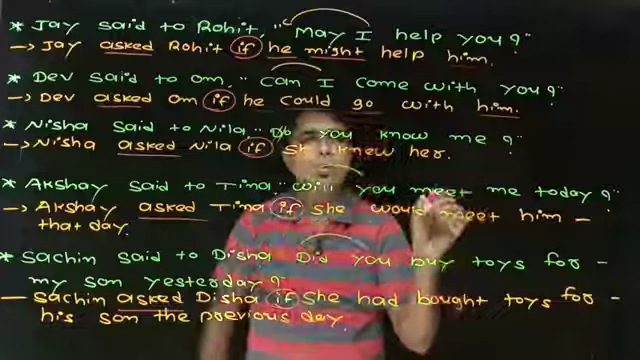 * Jay said to Rohit, "May I help you?"
→ Jay asked Rohit if he might help him.
* Dev said to om, "Can I come with you?"
→ Dev asked om if he could go with him.
* Nisha said to Nila "Do you know me?"
→ Nisha asked Nila if she knew her.
* Akshay said to Tina "Will you meet me today?"
→ Akshay asked Tina if she would meet him -
that day.
* Sachin said to Disha Did you buy toys for -
my son yesterday?"
- Sachin asked Disha if she had bought toys for -
his son the previous day.